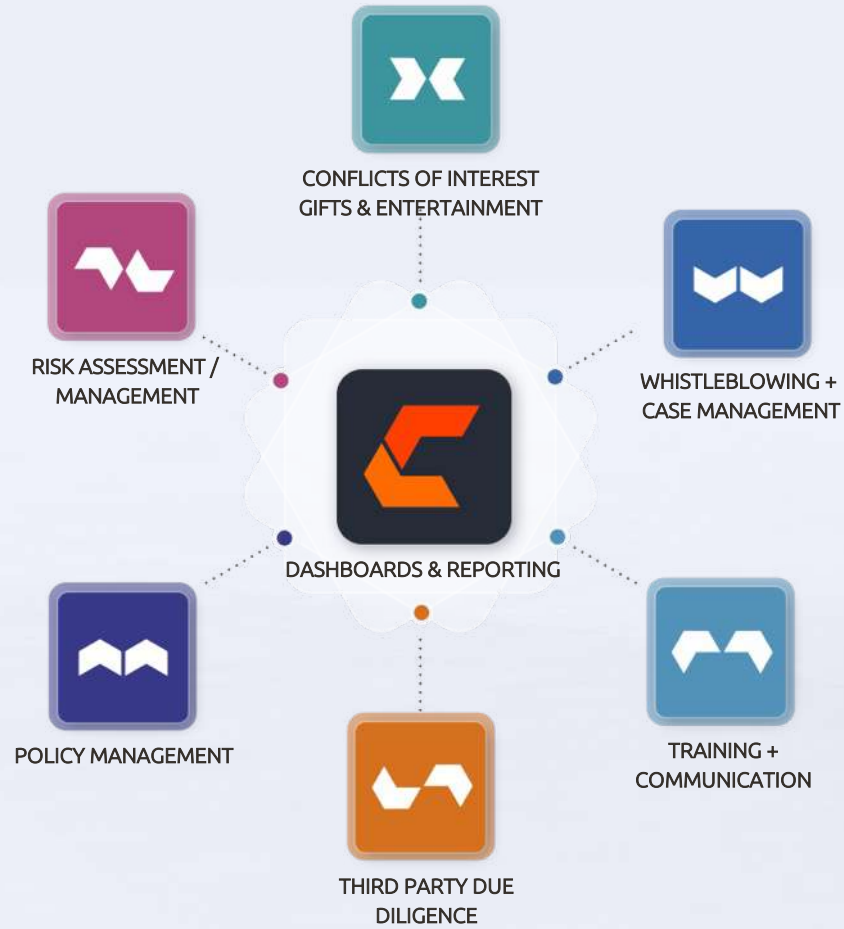 CONFLICTS OF INTEREST
GIFTS & ENTERTAINMENT
RISK ASSESSMENT /
MANAGEMENT
WHISTLEBLOWING +
CASE MANAGEMENT
DASHBOARDS & REPORTING
POLICY MANAGEMENT
TRAINING +
COMMUNICATION
THIRD PARTY DUE
DILIGENCE